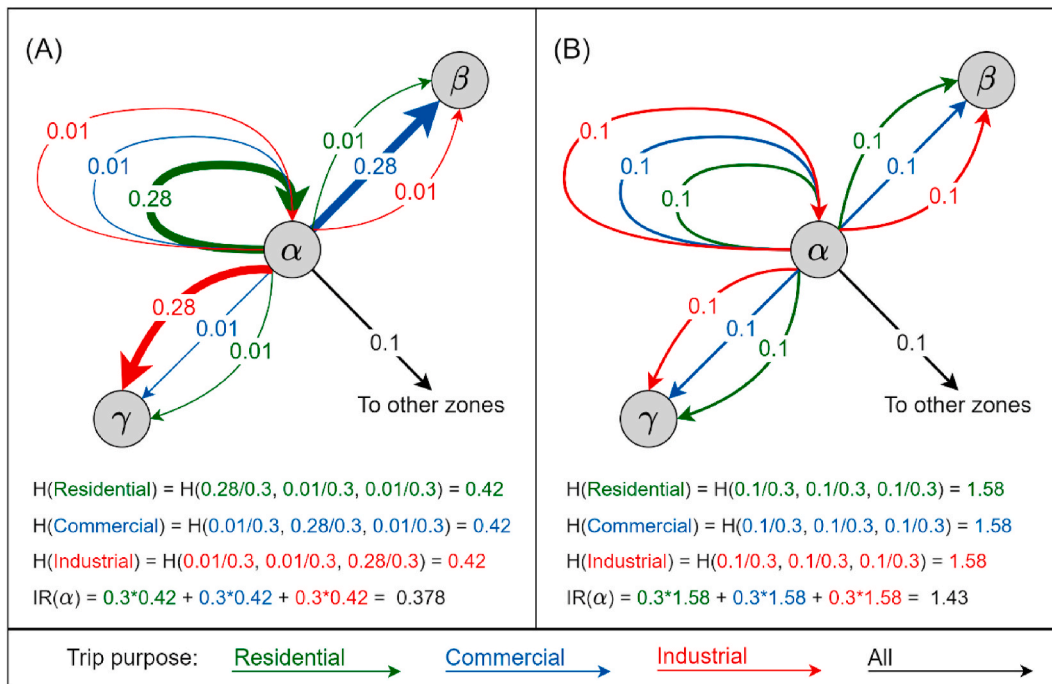 (A)
β
0.01
0.01
0.01
0.28
0.28
0.01
α
0.28
0.01
0.01
0.1
To other zones
γ
H(Residential) = H(0.28/0.3, 0.01/0.3, 0.01/0.3) = 0.42
H(Commercial) = H(0.01/0.3, 0.28/0.3, 0.01/0.3) = 0.42
H(Industrial) = H(0.01/0.3, 0.01/0.3, 0.28/0.3) = 0.42
IR(α) = 0.3*0.42 + 0.3*0.42 + 0.3*0.42 = 0.378
(B)
β
0.1
0.1
0.1
0.1
0.1
0.1
α
0.1
0.1
0.1
0.1
To other zones
γ
H(Residential) = H(0.1/0.3, 0.1/0.3, 0.1/0.3) = 1.58
H(Commercial) = H(0.1/0.3, 0.1/0.3, 0.1/0.3) = 1.58
H(Industrial) = H(0.1/0.3, 0.1/0.3, 0.1/0.3) = 1.58
IR(α) = 0.3*1.58 + 0.3*1.58 + 0.3*1.58 = 1.43
Trip purpose: Residential Commercial Industrial All